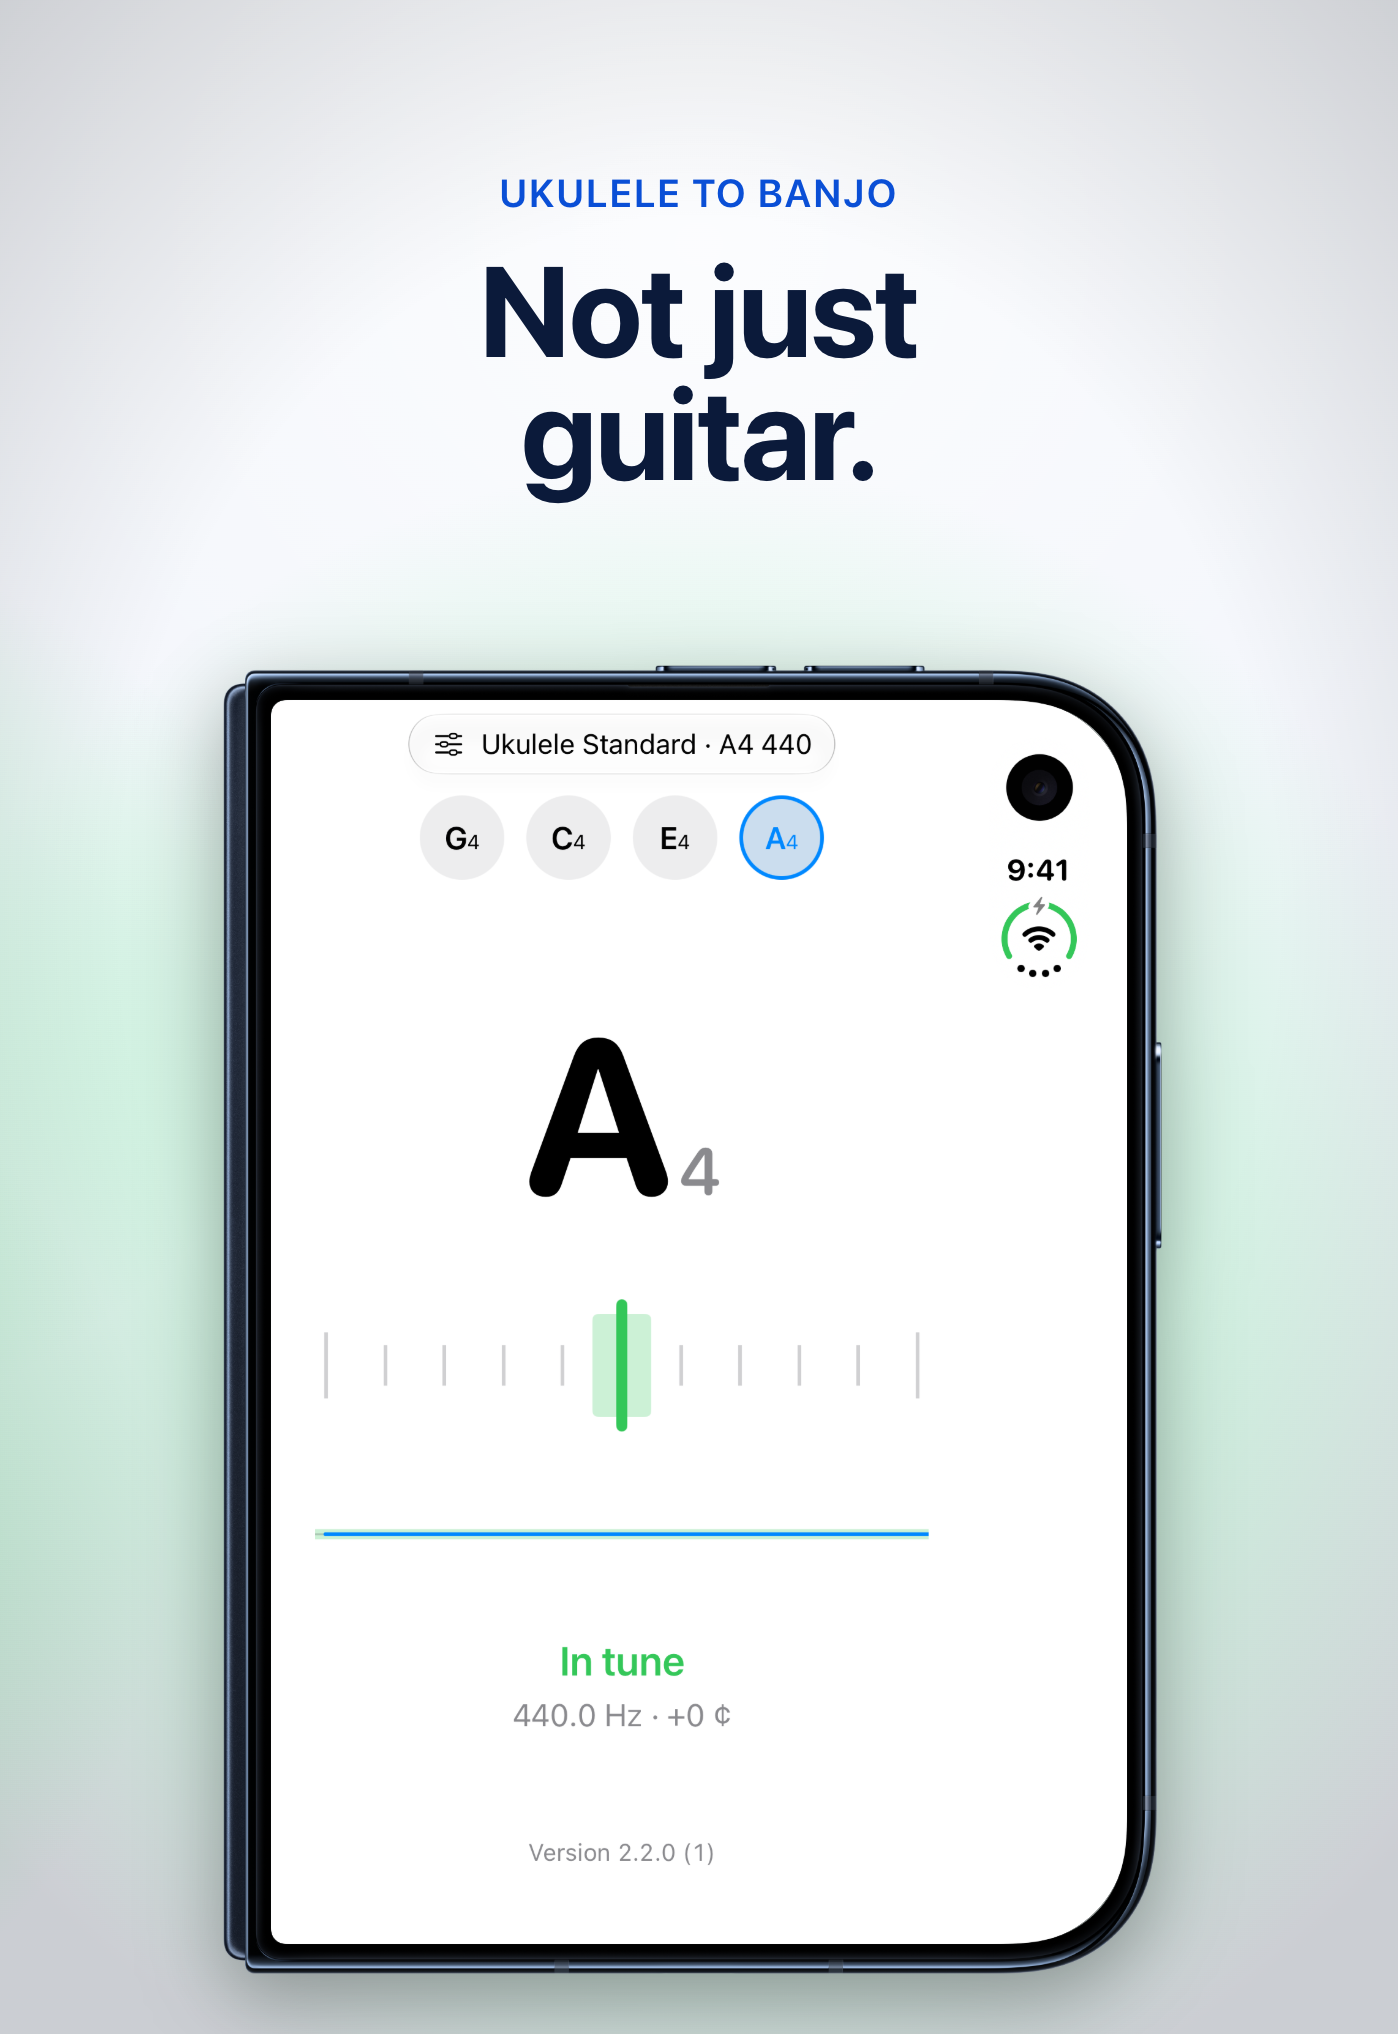 UKULELE TO BANJO
Not just
guitar.
Ukulele Standard · A4 440
G4 C4 E4 A4
9:41
A4
In tune
440.0 Hz · +0 ¢
Version 2.2.0 (1)